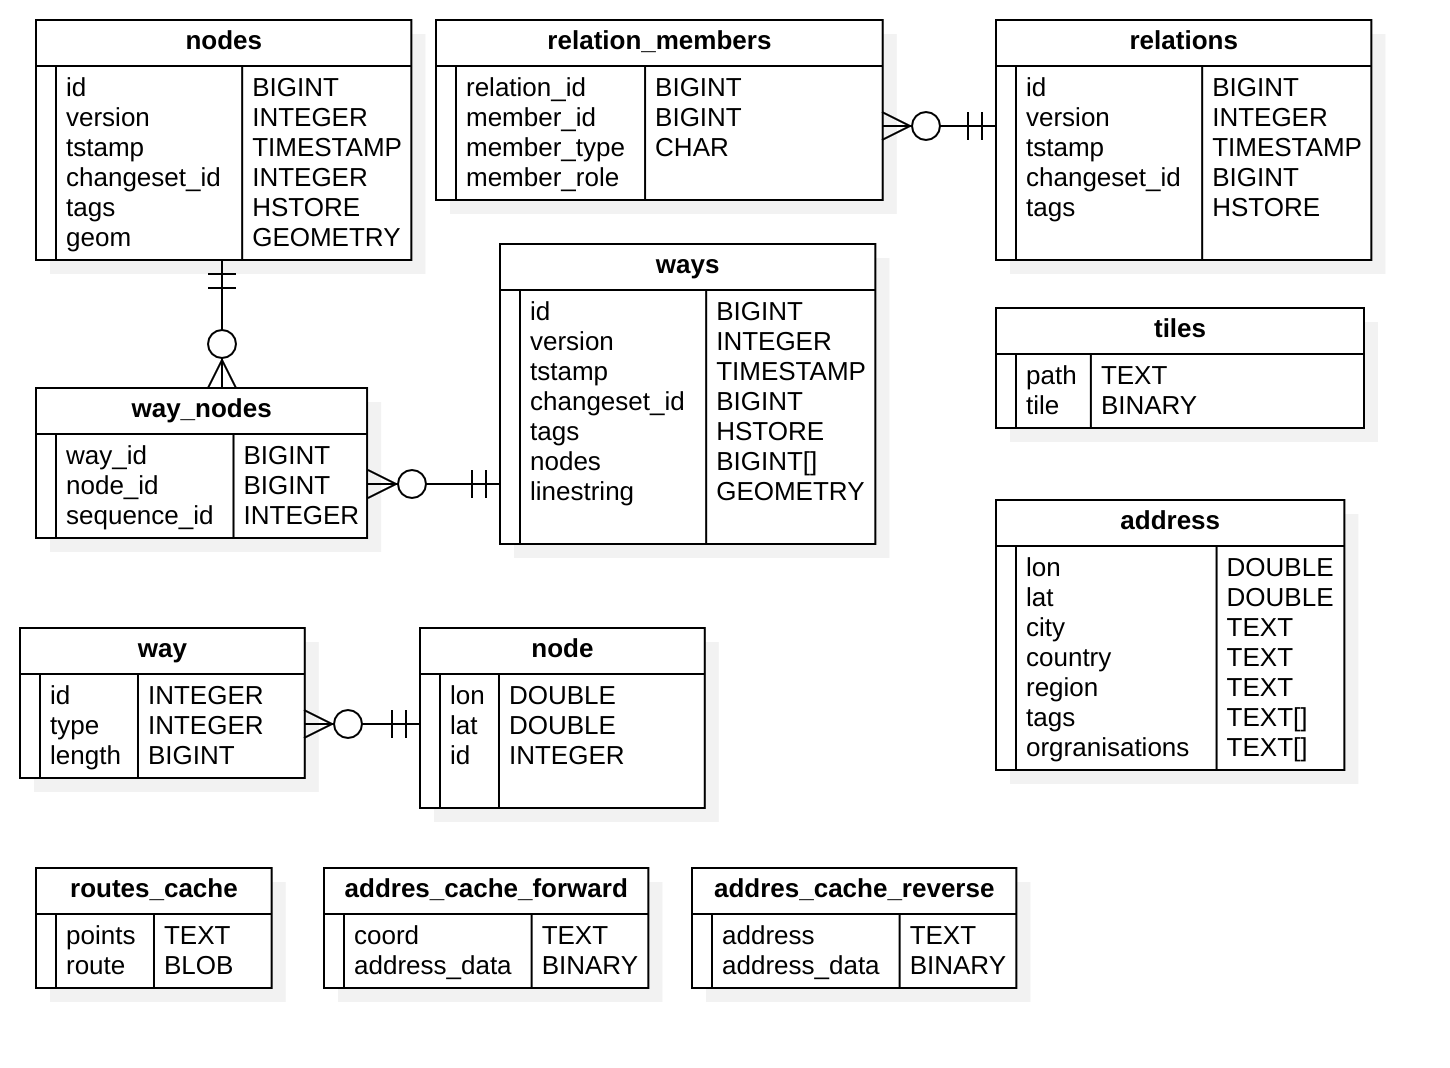 nodes
id BIGINT
version INTEGER
tstamp TIMESTAMP
changeset_id INTEGER
tags HSTORE
geom GEOMETRY
relation_members
relation_id BIGINT
member_id BIGINT
member_type CHAR
member_role
relations
id BIGINT
version INTEGER
tstamp TIMESTAMP
changeset_id BIGINT
tags HSTORE
ways
id BIGINT
version INTEGER
tstamp TIMESTAMP
changeset_id BIGINT
tags HSTORE
nodes BIGINT[]
linestring GEOMETRY
tiles
path TEXT
tile BINARY
way_nodes
way_id BIGINT
node_id BIGINT
sequence_id INTEGER
address
lon DOUBLE
lat DOUBLE
city TEXT
country TEXT
region TEXT
tags TEXT[]
orgranisations TEXT[]
way
id INTEGER
type INTEGER
length BIGINT
node
lon DOUBLE
lat DOUBLE
id INTEGER
routes_cache
points TEXT
route BLOB
addres_cache_forward
coord TEXT
address_data BINARY
addres_cache_reverse
address TEXT
address_data BINARY